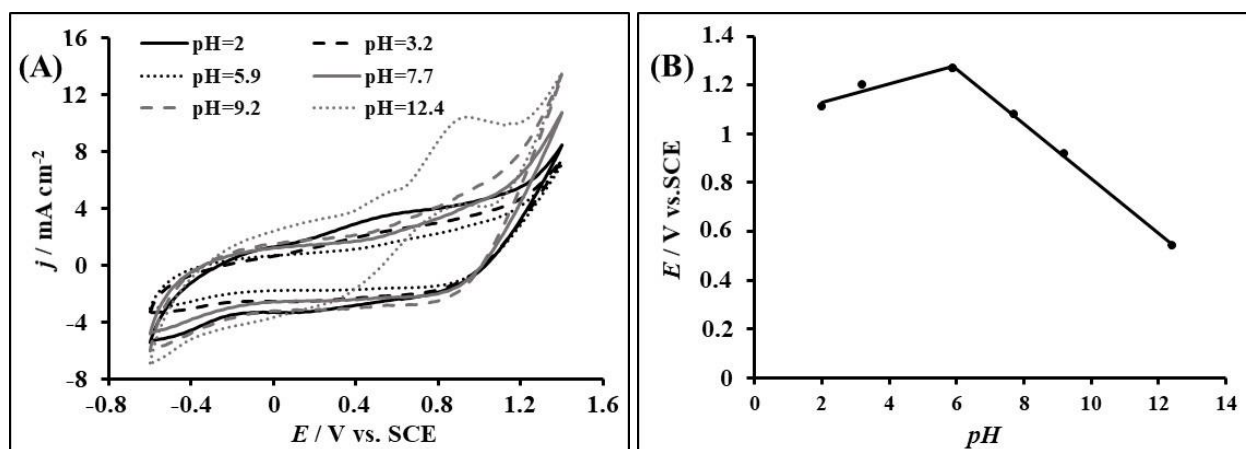 (A)
pH=2
pH=3.2
pH=5.9
pH=7.7
pH=9.2
pH=12.4
16
12
8
4
0
-4
-8
-0.8
-0.4
0
0.4
0.8
1.2
1.6
j / mA cm-2
E / V vs. SCE
(B)
1.4
1.2
1
0.8
0.6
0.4
0.2
0
0
2
4
6
8
10
12
14
E / V vs.SCE
pH